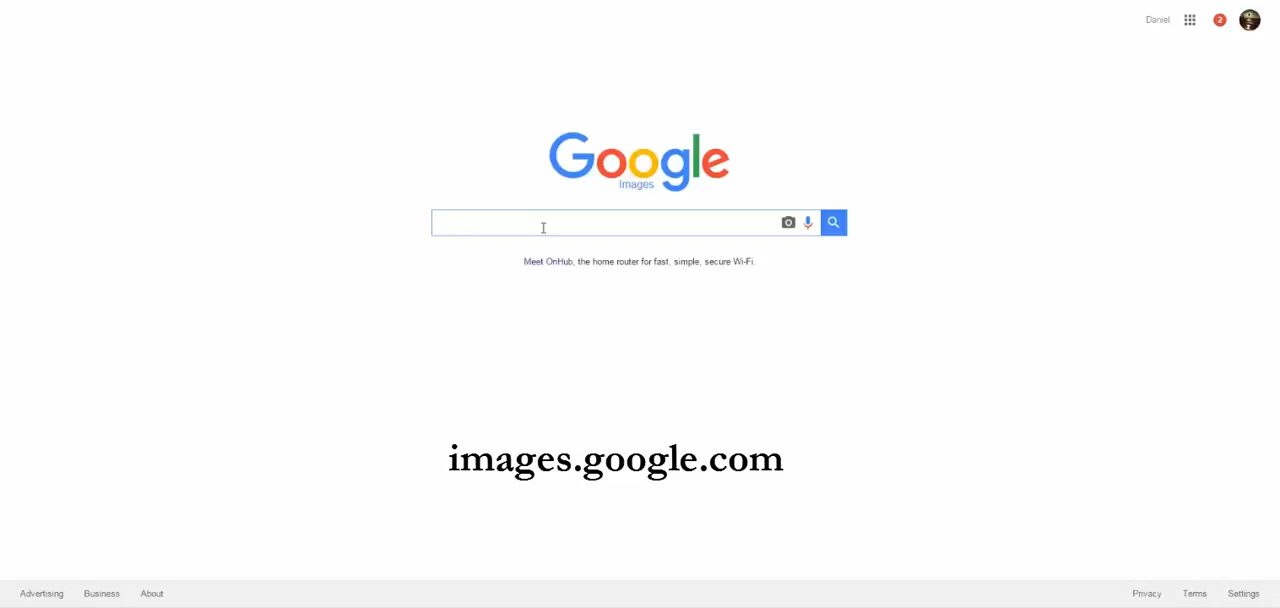 Daniel
2
Google
Images
Meet OnHub, the home router for fast, simple, secure Wi-Fi.
images.google.com
Advertising Business About Privacy Terms Settings